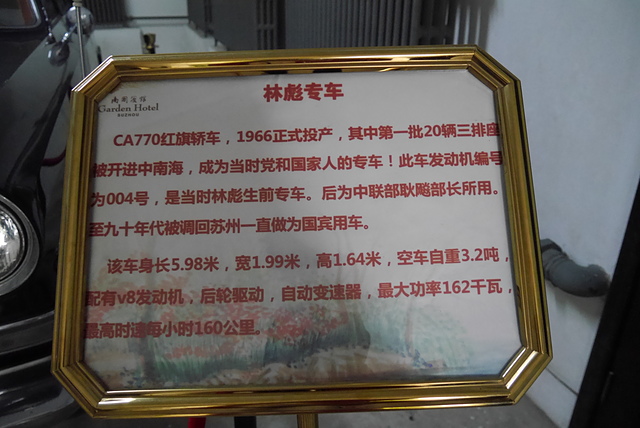 南園賓館
Garden Hotel
SUZHOU
林彪专车
CA770红旗轿车，1966正式投产，其中第一批20辆三排座
被开进中南海，成为当时党和国家人的专车！此车发动机编号
为004号，是当时林彪生前专车。后为中联部耿飚部长所用。
至九十年代被调回苏州一直做为国宾用车。
该车身长5.98米，宽1.99米，高1.64米，空车自重3.2吨，
配有v8发动机，后轮驱动，自动变速器，最大功率162千瓦，
最高时速每小时160公里。